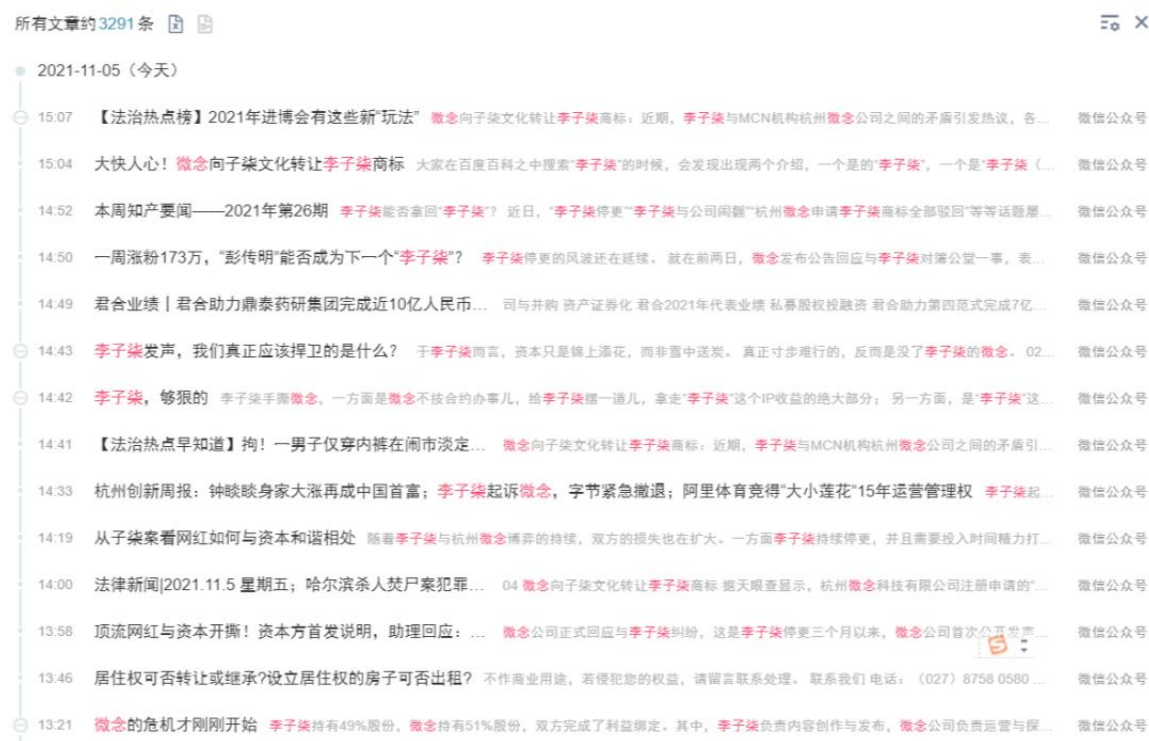 所有文章约3291条
2021-11-05（今天）
15:07 【法治热点榜】2021年进博会有这些新“玩法” 微念向子柒文化转让李子柒商标：近期，李子柒与MCN机构杭州微念公司之间的矛盾引发热议，各... 微信公众号
15:04 大快人心！微念向子柒文化转让李子柒商标 大家在百度百科之中搜索“李子柒”的时候，会发现出现两个介绍，一个是的“李子柒”，一个是“李子柒（... 微信公众号
14:52 本周知产要闻——2021年第26期 李子柒能否拿回“李子柒”？ 近日，“李子柒停更”“李子柒与公司闹翻”“杭州微念申请李子柒商标全部驳回”等等话题屡... 微信公众号
14:50 一周涨粉173万，“彭传明”能否成为下一个“李子柒”？ 李子柒停更的风波还在延续。 就在前两日，微念发布公告回应与李子柒对簿公堂一事，表... 微信公众号
14:49 君合业绩丨君合助力鼎泰药研集团完成近10亿人民币... 司与并购 资产证券化 君合2021年代表业绩 私募股权投融资 君合助力第四范式完成7亿... 微信公众号
14:43 李子柒发声，我们真正应该捍卫的是什么？ 于李子柒而言，资本只是锦上添花，而非雪中送炭。 真正寸步难行的，反而是没了李子柒的微念。 02... 微信公众号
14:42 李子柒，够狠的 李子柒手撕微念，一方面是微念不按合约办事儿，给李子柒摆一道儿，拿走“李子柒”这个IP收益的绝大部分；另一方面，是“李子柒”这... 微信公众号
14:41 【法治热点早知道】拘！一男子仅穿内裤在闹市淡定... 微念向子柒文化转让李子柒商标：近期，李子柒与MCN机构杭州微念公司之间的矛盾引... 微信公众号
14:33 杭州创新周报：钟睒睒身家大涨再成中国首富；李子柒起诉微念，字节紧急撤退；阿里体育竞得“大小莲花”15年运营管理权 李子柒起... 微信公众号
14:19 从子柒案看网红如何与资本和谐相处 随着李子柒与杭州微念博弈的持续，双方的损失也在扩大。一方面李子柒持续停更，并且需要投入时间精力打... 微信公众号
14:00 法律新闻|2021.11.5 星期五；哈尔滨杀人焚尸案犯罪... 04 微念向子柒文化转让李子柒商标 据天眼查显示，杭州微念科技有限公司注册申请的“... 微信公众号
13:58 顶流网红与资本开撕！资本方首发说明，助理回应：... 微念公司正式回应与李子柒纠纷，这是李子柒停更三个月以来，微念公司首次公开发声... 微信公众号
13:46 居住权可否转让或继承?设立居住权的房子可否出租? 不作商业用途，若侵犯您的权益，请留言联系处理。 联系我们 电话：（027）8758 0580 ... 微信公众号
13:21 微念的危机才刚刚开始 李子柒持有49%股份，微念持有51%股份，双方完成了利益绑定。其中，李子柒负责内容创作与发布，微念公司负责运营与探... 微信公众号